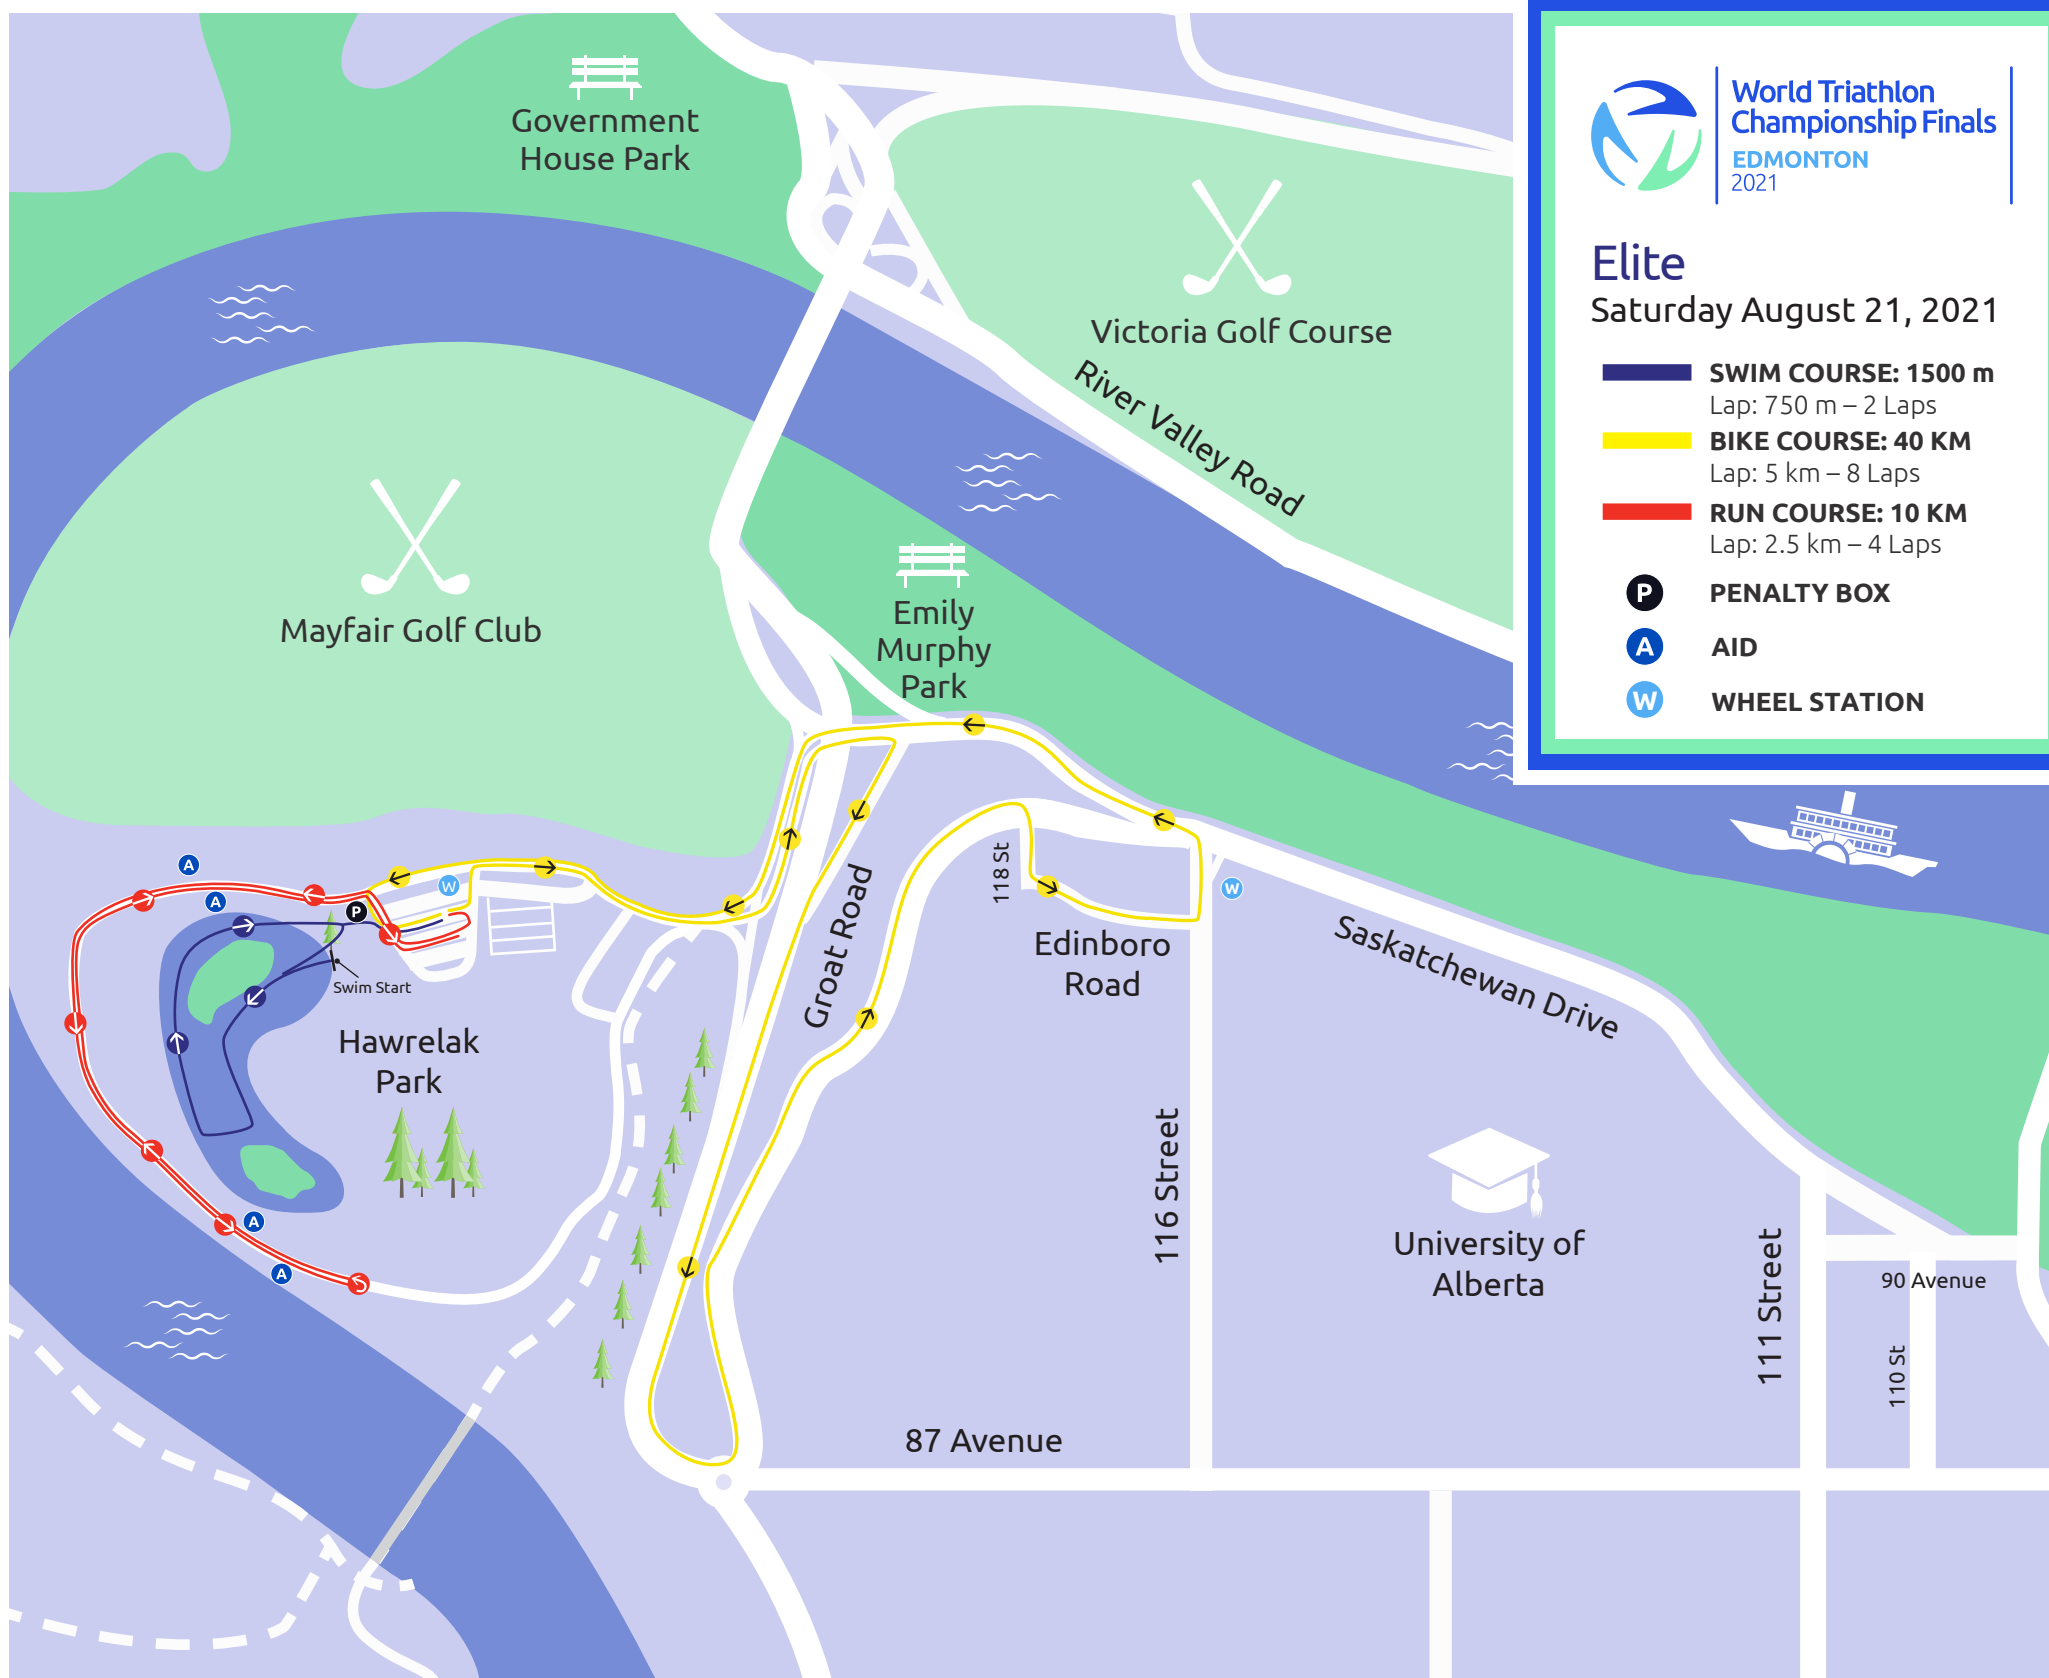 Government
House Park
World Triathlon
Championship Finals
EDMONTON
2021
Elite
Saturday August 21, 2021
SWIM COURSE: 1500 m
Lap: 750 m – 2 Laps
BIKE COURSE: 40 KM
Lap: 5 km – 8 Laps
RUN COURSE: 10 KM
Lap: 2.5 km – 4 Laps
P PENALTY BOX
A AID
W WHEEL STATION
Victoria Golf Course
River Valley Road
Mayfair Golf Club
Emily
Murphy
Park
A
A
W
P
Swim Start
Hawrelak
Park
A
A
Groat Road
118 St
W
Edinboro
Road
Saskatchewan Drive
116 Street
University of
Alberta
111 Street
90 Avenue
110 St
87 Avenue